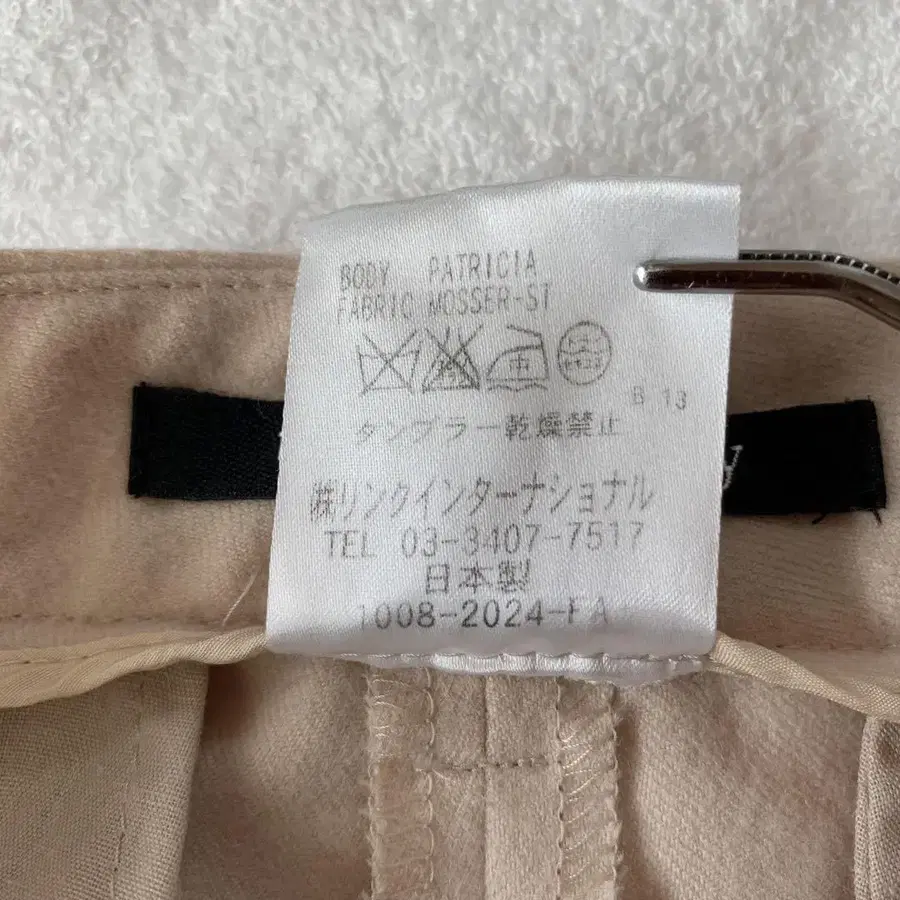 BODY PATRICIA
FABRIC MOSSER-ST
B 13
タングラー乾燥禁止
㈱リンクインターナショナル
TEL 03-3407-7517
日本製
1008-2024-FA